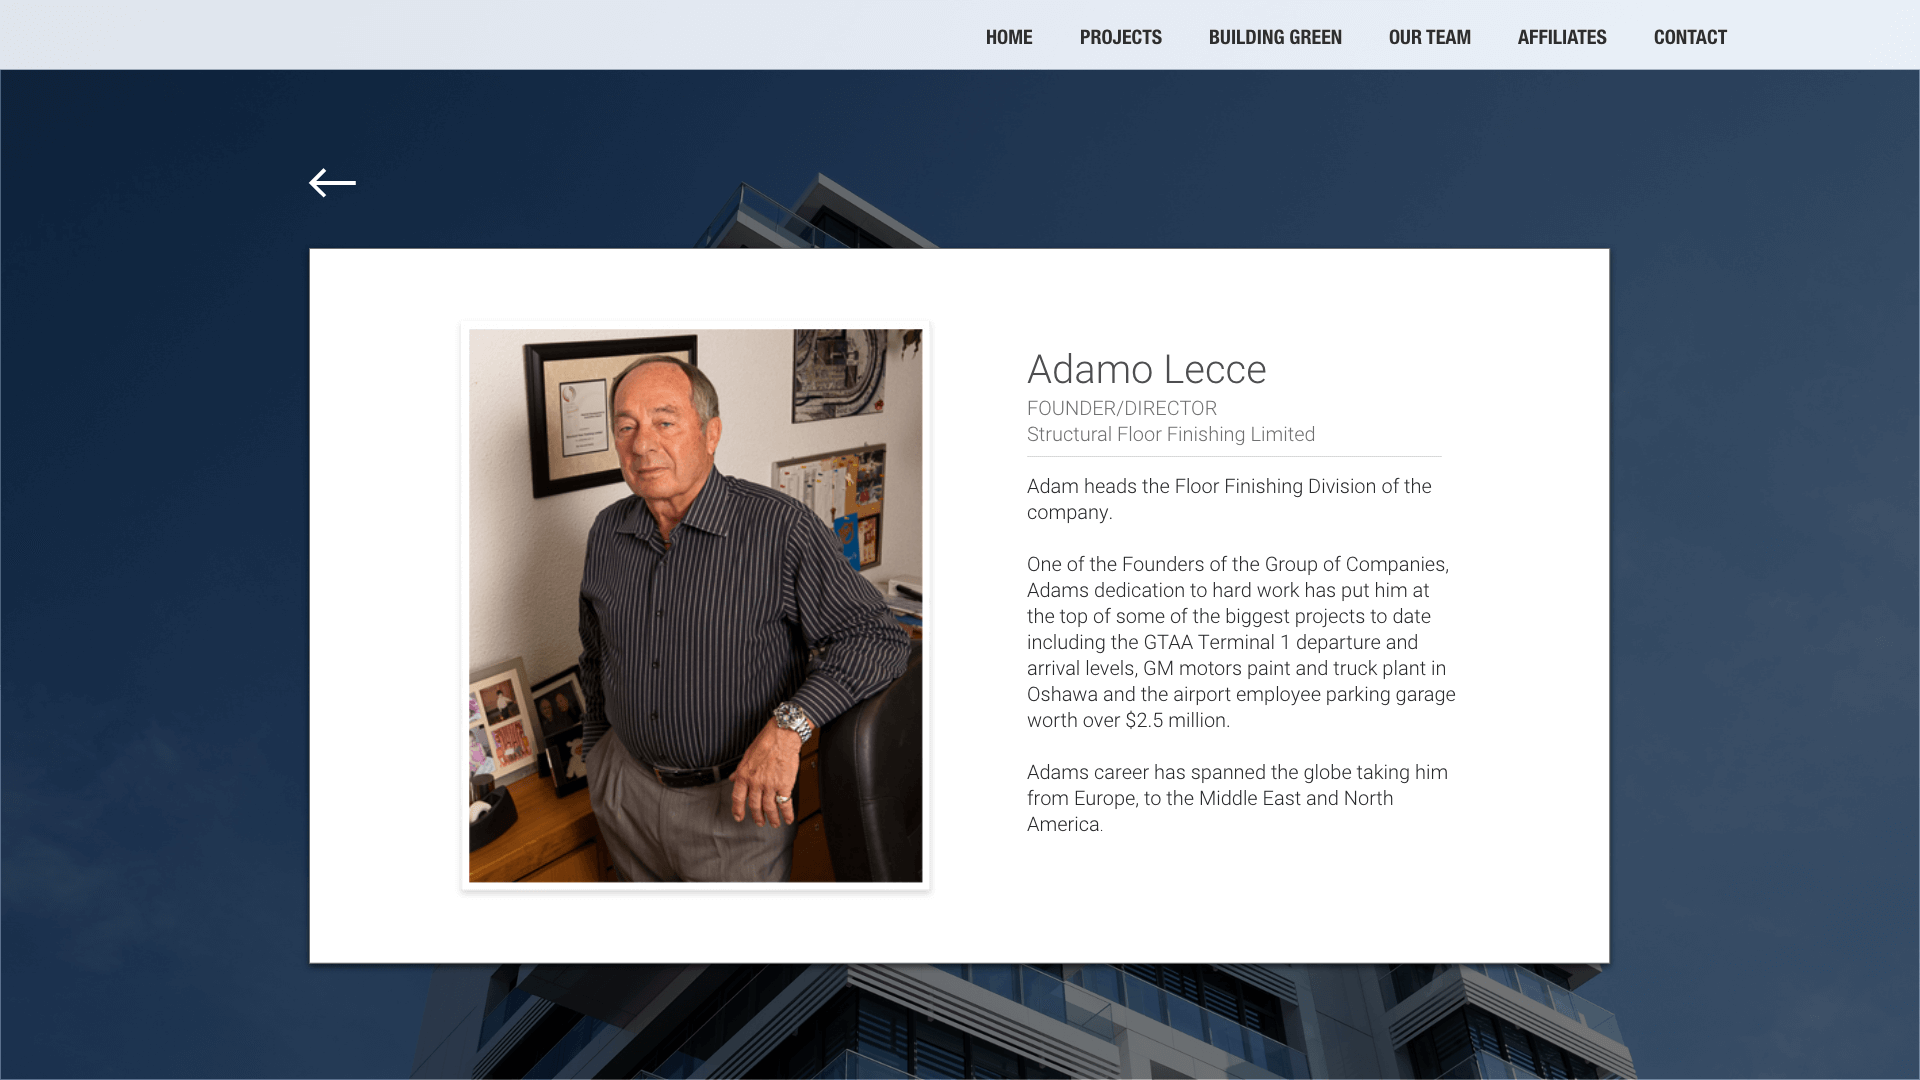 HOME PROJECTS BUILDING GREEN OUR TEAM AFFILIATES CONTACT
Adamo Lecce
FOUNDER/DIRECTOR
Structural Floor Finishing Limited
Adam heads the Floor Finishing Division of the
company.
One of the Founders of the Group of Companies,
Adams dedication to hard work has put him at
the top of some of the biggest projects to date
including the GTAA Terminal 1 departure and
arrival levels, GM motors paint and truck plant in
Oshawa and the airport employee parking garage
worth over $2.5 million.
Adams career has spanned the globe taking him
from Europe, to the Middle East and North
America.